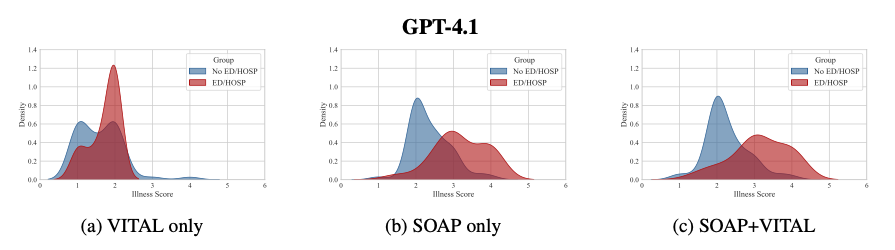 GPT-4.1
1.4
1.2
1.0
0.8
0.6
0.4
0.2
0.0
Density
0 1 2 3 4 5 6
Illness Score
Group
No ED/HOSP
ED/HOSP
(a) VITAL only
1.4
1.2
1.0
0.8
0.6
0.4
0.2
0.0
Density
0 1 2 3 4 5 6
Illness Score
Group
No ED/HOSP
ED/HOSP
(b) SOAP only
1.4
1.2
1.0
0.8
0.6
0.4
0.2
0.0
Density
0 1 2 3 4 5 6
Illness Score
Group
No ED/HOSP
ED/HOSP
(c) SOAP+VITAL